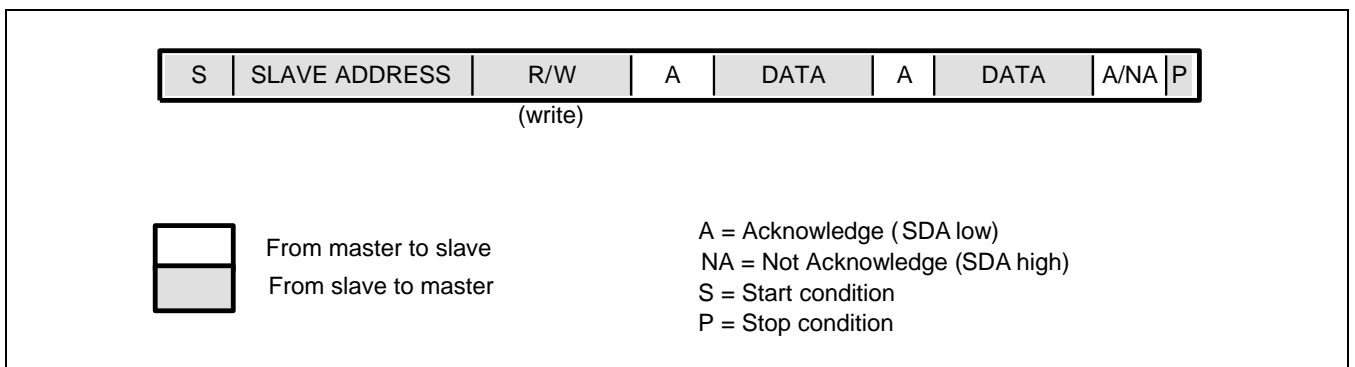 S SLAVE ADDRESS R/W A DATA A DATA A/NA P
(write)
From master to slave
From slave to master
A = Acknowledge (SDA low)
NA = Not Acknowledge (SDA high)
S = Start condition
P = Stop condition